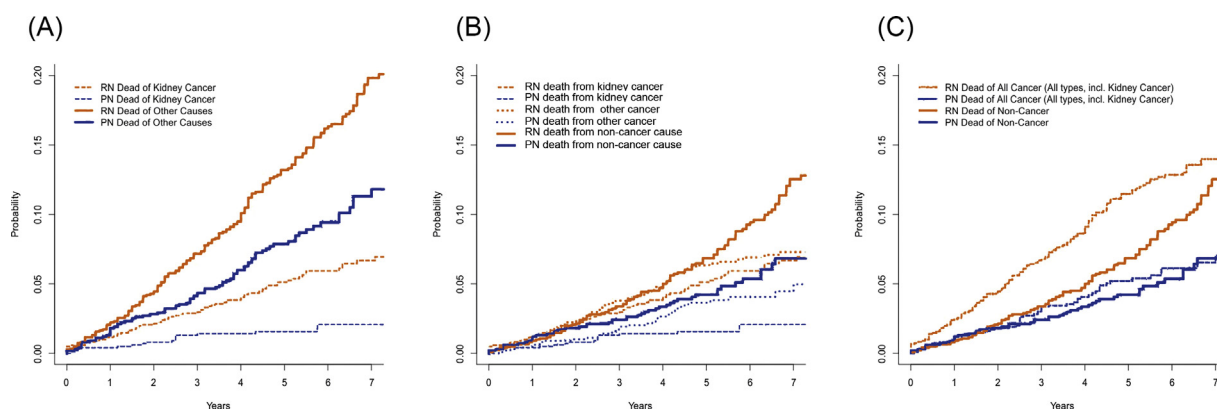 (A)
RN Dead of Kidney Cancer
PN Dead of Kidney Cancer
RN Dead of Other Causes
PN Dead of Other Causes
Probability
0.20
0.15
0.10
0.05
0.00
0 1 2 3 4 5 6 7
Years
(B)
RN death from kidney cancer
PN death from kidney cancer
RN death from other cancer
PN death from other cancer
RN death from non-cancer cause
PN death from non-cancer cause
Probability
0.20
0.15
0.10
0.05
0.00
0 1 2 3 4 5 6 7
Years
(C)
RN Dead of All Cancer (All types, incl. Kidney Cancer)
PN Dead of All Cancer (All types, incl. Kidney Cancer)
RN Dead of Non-Cancer
PN Dead of Non-Cancer
Probability
0.20
0.15
0.10
0.05
0.00
0 1 2 3 4 5 6 7
Years